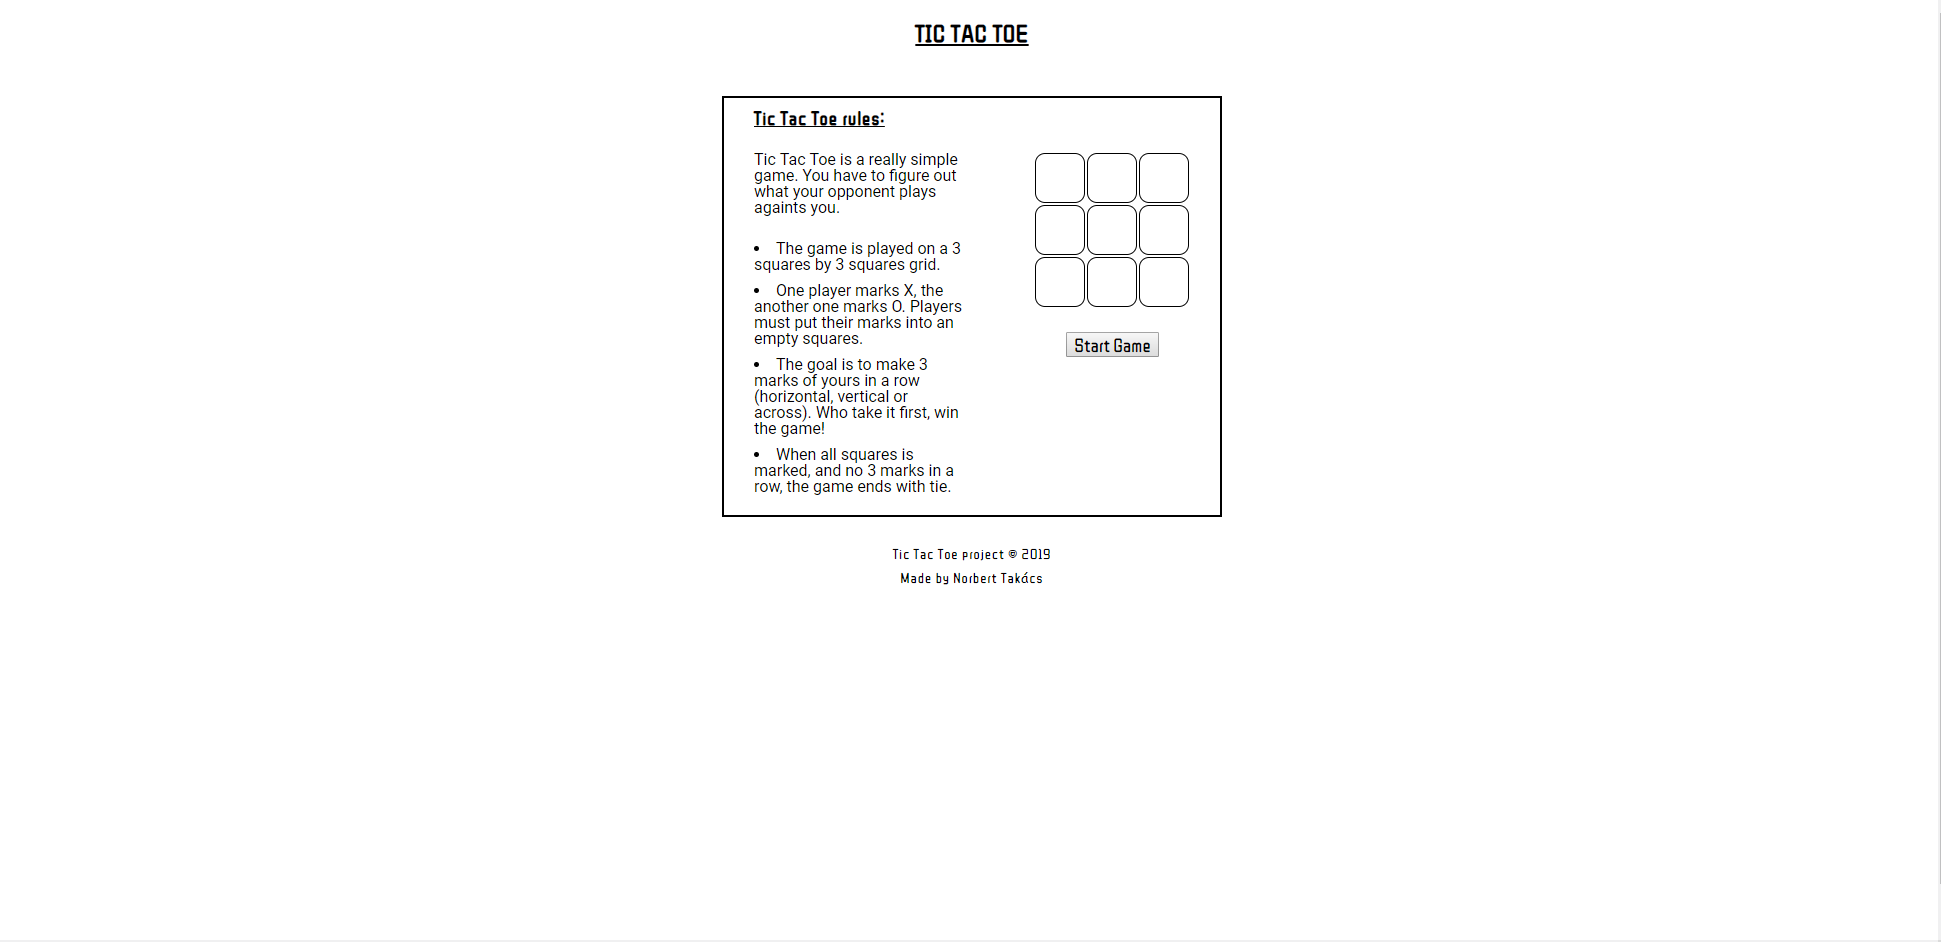 TIC TAC TOE
Tic Tac Toe rules:
Tic Tac Toe is a really simple
game. You have to figure out
what your opponent plays
againts you.
• The game is played on a 3
squares by 3 squares grid.
• One player marks X, the
another one marks O. Players
must put their marks into an
empty squares.
• The goal is to make 3
marks of yours in a row
(horizontal, vertical or
across). Who take it first, win
the game!
• When all squares is
marked, and no 3 marks in a
row, the game ends with tie.
Start Game
Tic Tac Toe project © 2019
Made by Norbert Takács